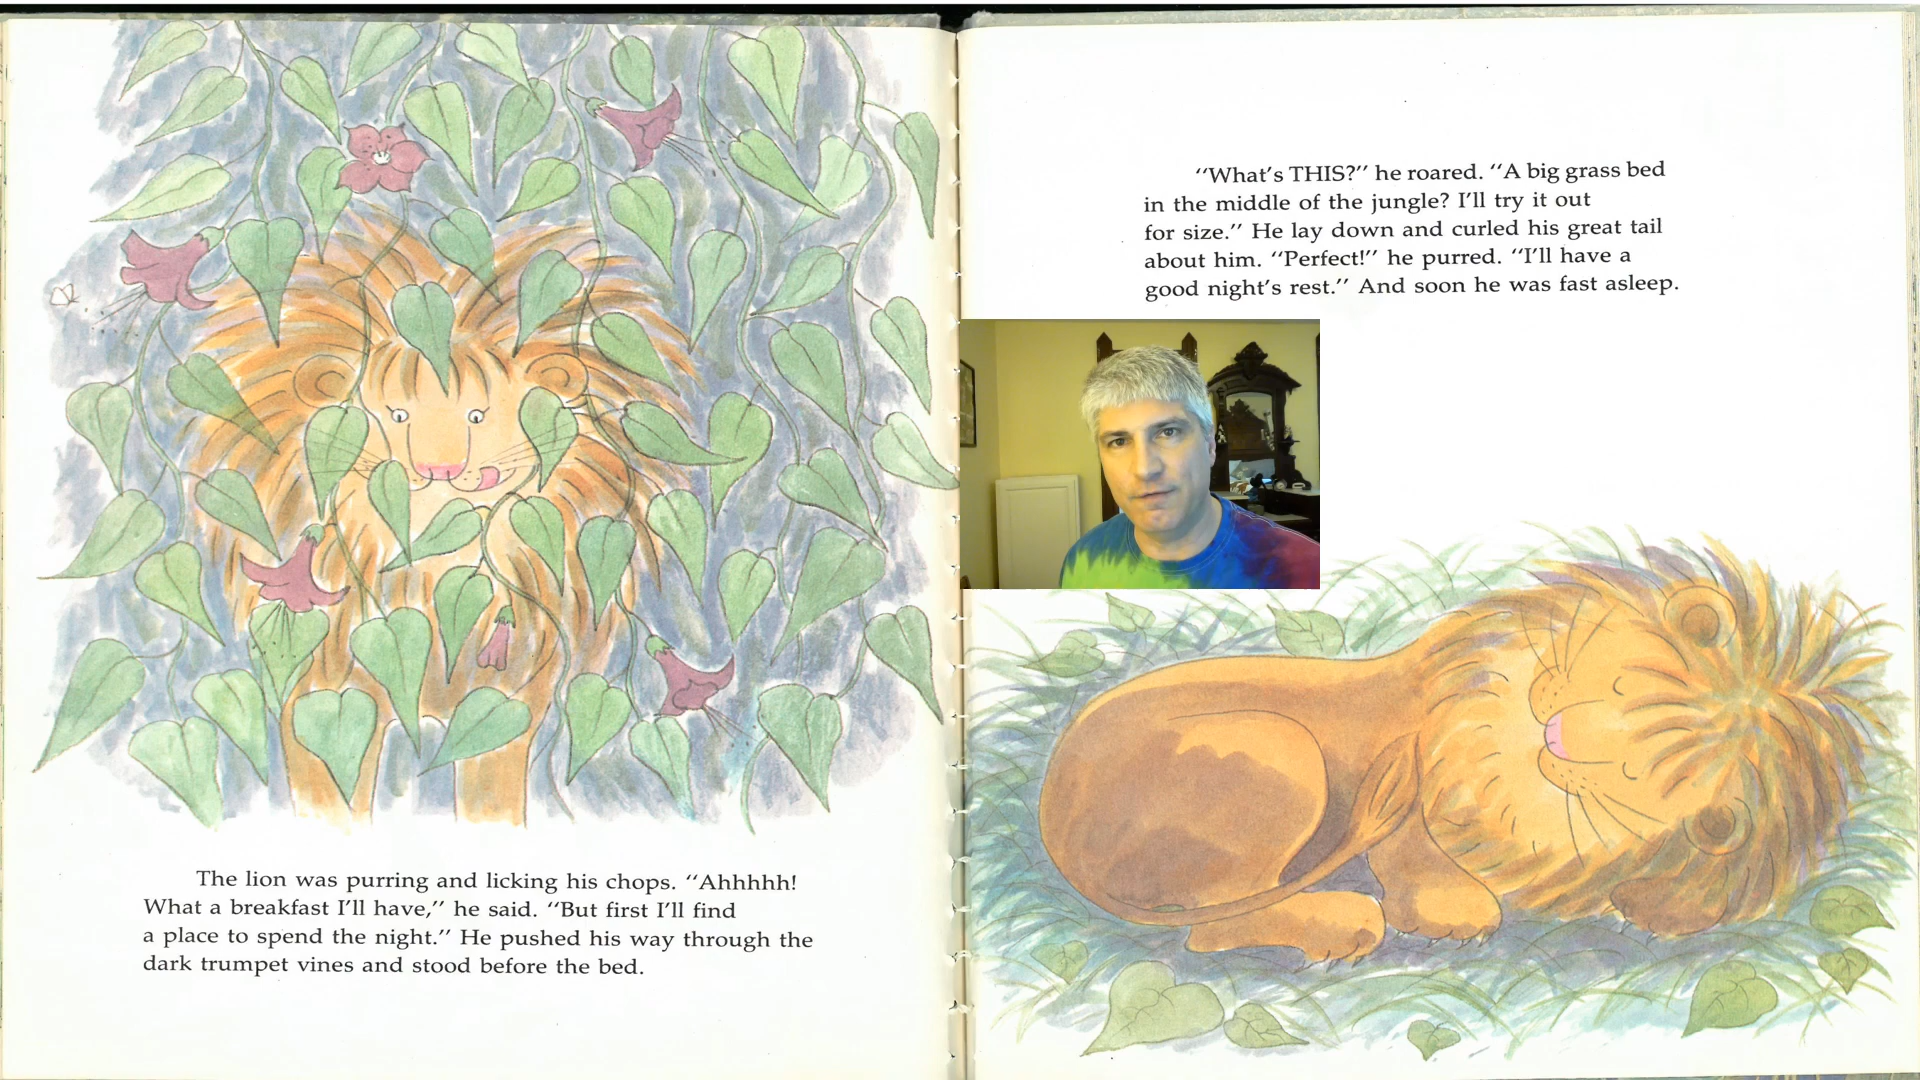 The lion was purring and licking his chops. “Ahhhhh!
What a breakfast I’ll have,” he said. “But first I’ll find
a place to spend the night.” He pushed his way through the
dark trumpet vines and stood before the bed.
“What’s THIS?” he roared. “A big grass bed
in the middle of the jungle? I’ll try it out
for size.” He lay down and curled his great tail
about him. “Perfect!” he purred. “I’ll have a
good night’s rest.” And soon he was fast asleep.